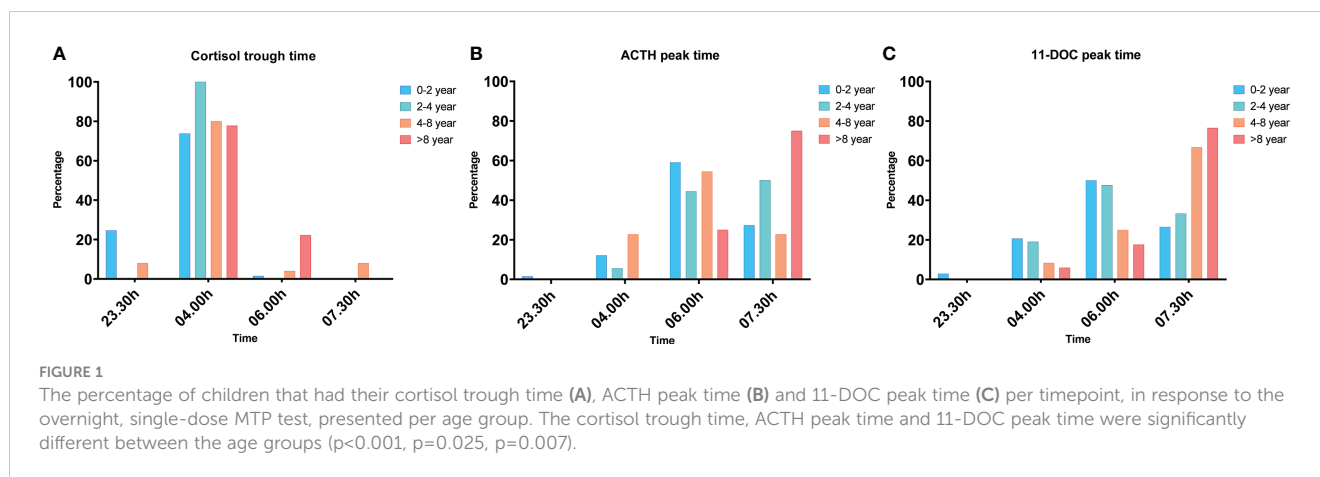 A
Cortisol trough time
Percentage
100
80
60
40
20
0
23.30h
04.00h
06.00h
07.30h
Time
0-2 year
2-4 year
4-8 year
>8 year
B
ACTH peak time
Percentage
100
80
60
40
20
0
23.30h
04.00h
06.00h
07.30h
Time
0-2 year
2-4 year
4-8 year
>8 year
C
11-DOC peak time
Percentage
100
80
60
40
20
0
23.30h
04.00h
06.00h
07.30h
Time
0-2 year
2-4 year
4-8 year
>8 year
FIGURE 1
The percentage of children that had their cortisol trough time (A), ACTH peak time (B) and 11-DOC peak time (C) per timepoint, in response to the
overnight, single-dose MTP test, presented per age group. The cortisol trough time, ACTH peak time and 11-DOC peak time were significantly
different between the age groups (p<0.001, p=0.025, p=0.007).